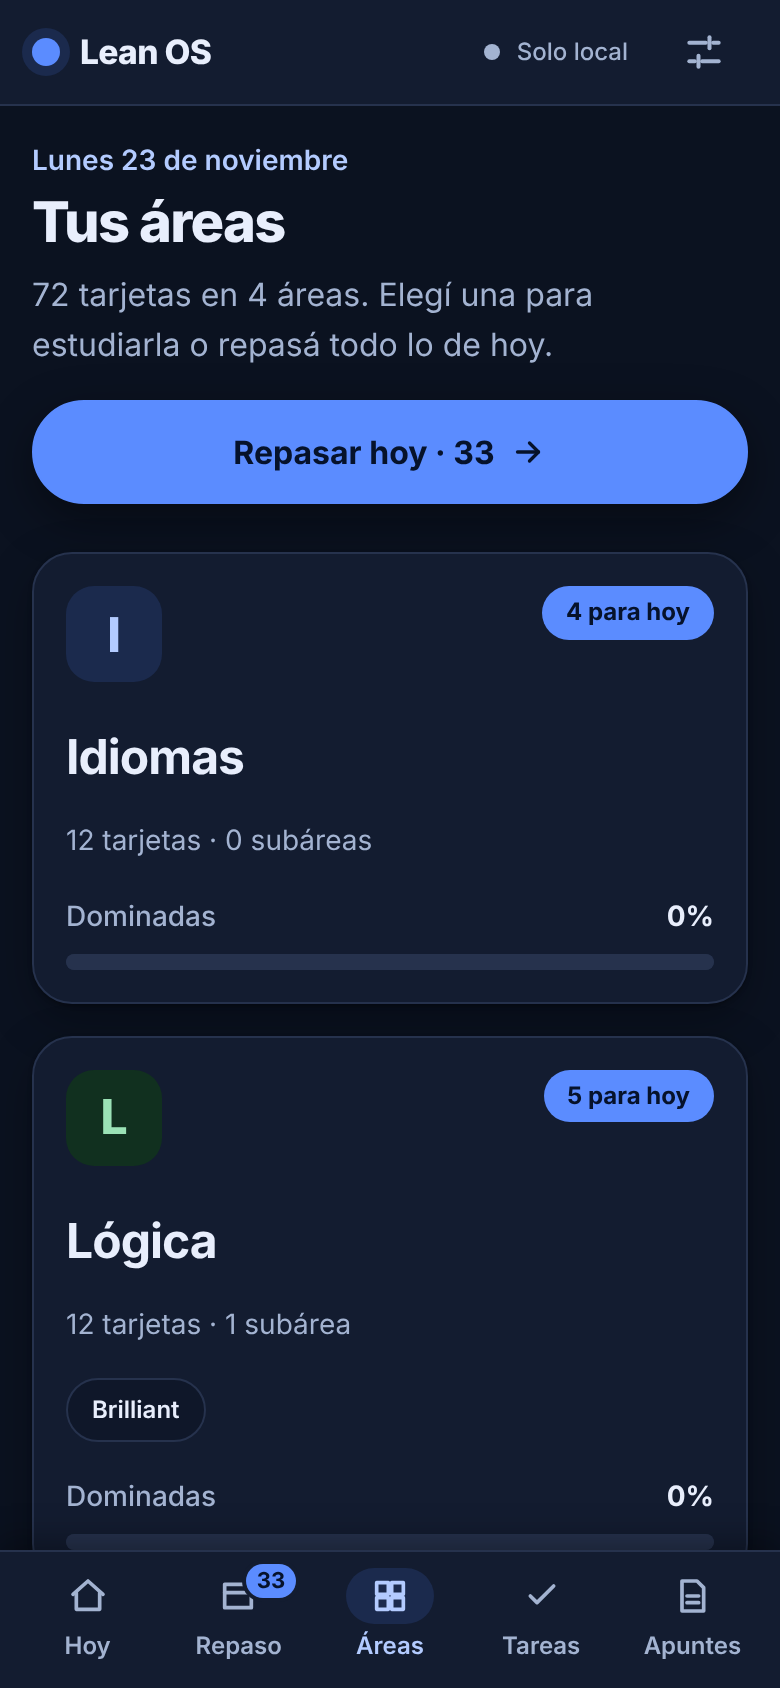 Lean OS
Solo local
Lunes 23 de noviembre
Tus áreas
72 tarjetas en 4 áreas. Elegí una para
estudiarla o repasá todo lo de hoy.
Repasar hoy · 33 →
I
4 para hoy
Idiomas
12 tarjetas · 0 subáreas
Dominadas 0%
L
5 para hoy
Lógica
12 tarjetas · 1 subárea
Brilliant
Dominadas 0%
33
Hoy Repaso Áreas Tareas Apuntes